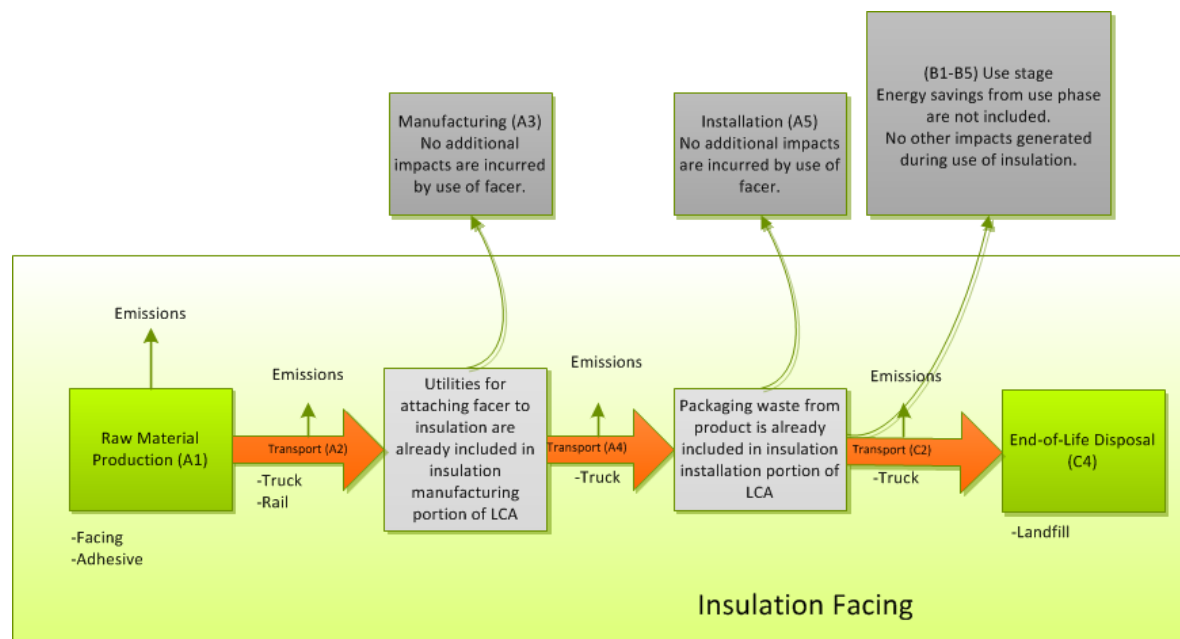 Manufacturing (A3)
No additional
impacts are incurred
by use of facer.
Installation (A5)
No additional impacts
are incurred by use of
facer.
(B1-B5) Use stage
Energy savings from use phase
are not included.
No other impacts generated
during use of insulation.
Emissions
Raw Material
Production (A1)
-Facing
-Adhesive
Emissions
Transport (A2)
-Truck
-Rail
Utilities for
attaching facer to
insulation are
already included in
insulation
manufacturing
portion of LCA
Emissions
Transport (A4)
-Truck
Packaging waste from
product is already
included in insulation
installation portion of
LCA
Emissions
Transport (C2)
-Truck
End-of-Life Disposal
(C4)
-Landfill
Insulation Facing